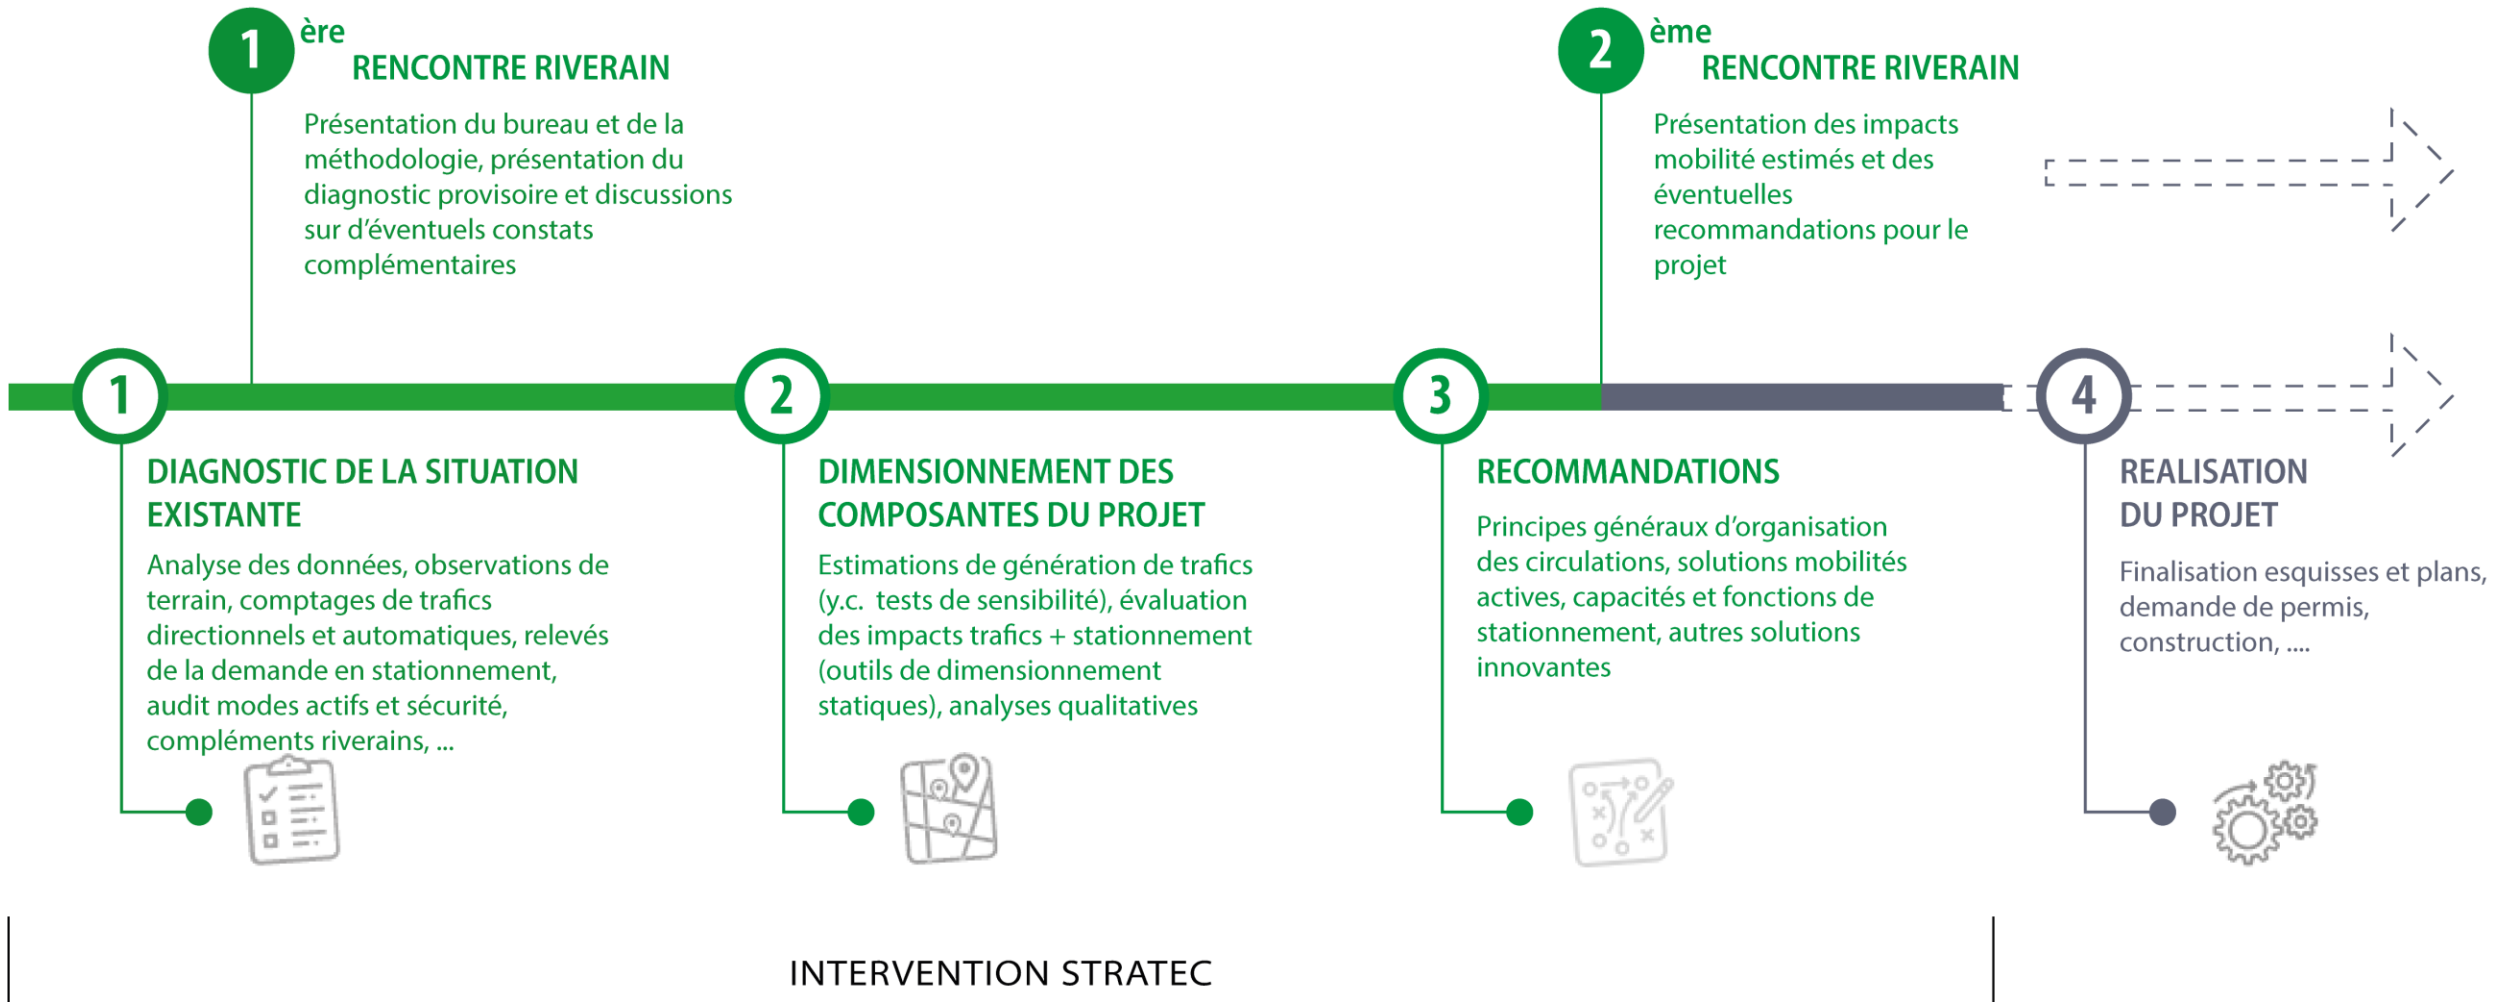 1
ère
RENCONTRE RIVERAIN
Présentation du bureau et de la
méthodologie, présentation du
diagnostic provisoire et discussions
sur d’éventuels constats
complémentaires
2
ème
RENCONTRE RIVERAIN
Présentation des impacts
mobilité estimés et des
éventuelles
recommandations pour le
projet
1
DIAGNOSTIC DE LA SITUATION
EXISTANTE
Analyse des données, observations de
terrain, comptages de trafics
directionnels et automatiques, relevés
de la demande en stationnement,
audit modes actifs et sécurité,
compléments riverains, ...
2
DIMENSIONNEMENT DES
COMPOSANTES DU PROJET
Estimations de génération de trafics
(y.c.  tests de sensibilité), évaluation
des impacts trafics + stationnement
(outils de dimensionnement
statiques), analyses qualitatives
3
RECOMMANDATIONS
Principes généraux d’organisation
des circulations, solutions mobilités
actives, capacités et fonctions de
stationnement, autres solutions
innovantes
4
REALISATION
DU PROJET
Finalisation esquisses et plans,
demande de permis,
construction, ....
INTERVENTION STRATEC